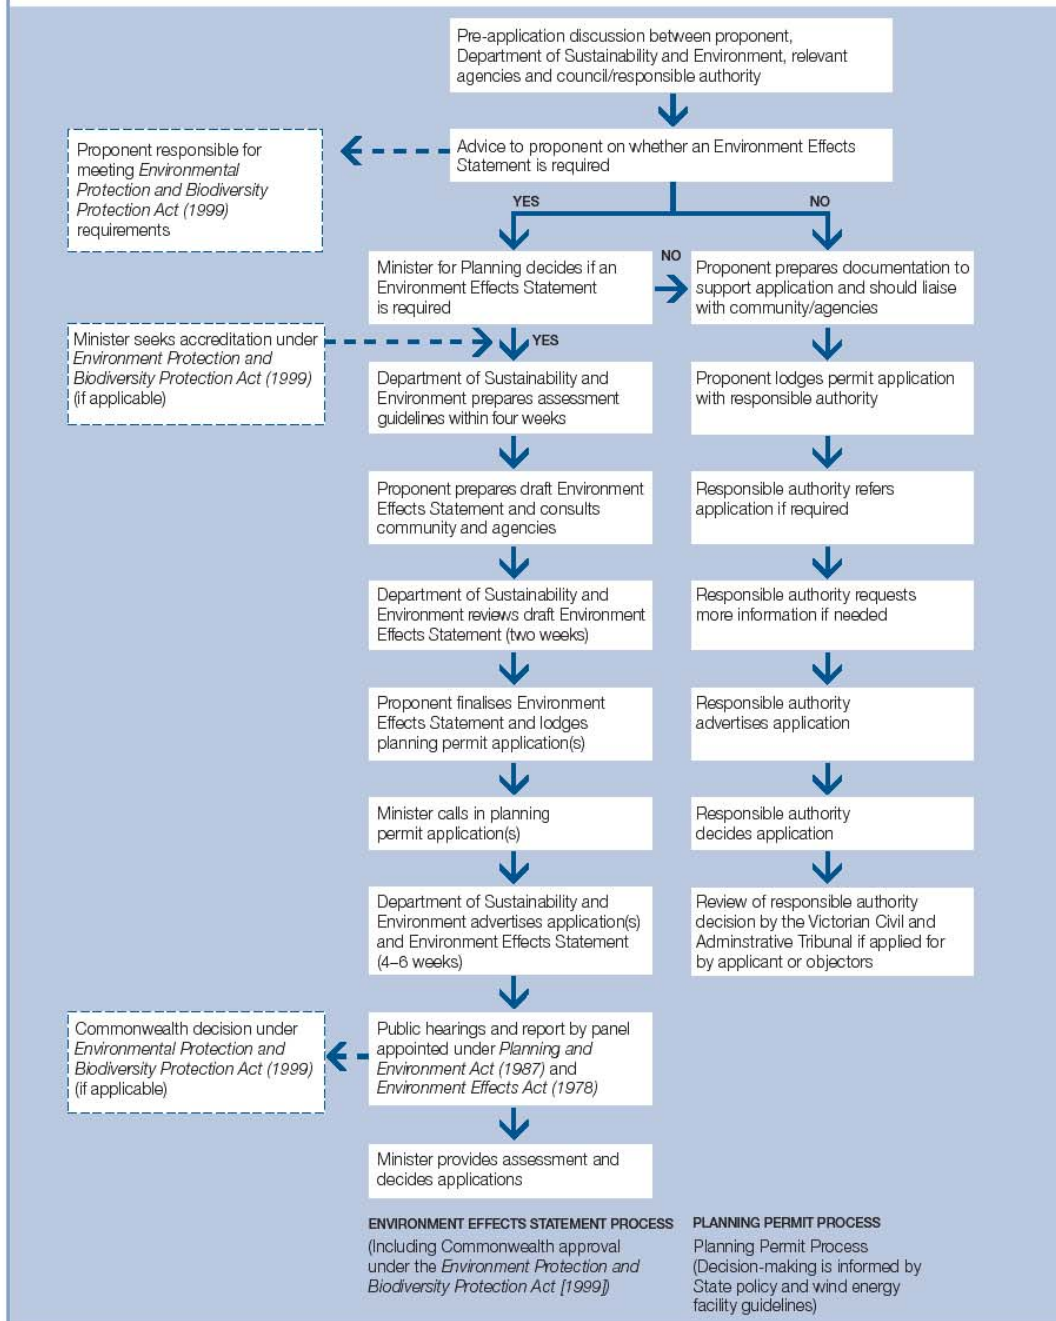 Pre-application discussion between proponent,
Department of Sustainability and Environment, relevant
agencies and council/responsible authority
Proponent responsible for
meeting Environmental
Protection and Biodiversity
Protection Act (1999)
requirements
Advice to proponent on whether an Environment Effects
Statement is required
YES
NO
Minister for Planning decides if an
Environment Effects Statement
is required
NO
Proponent prepares documentation to
support application and should liaise
with community/agencies
Minister seeks accreditation under
Environment Protection and
Biodiversity Protection Act (1999)
(if applicable)
YES
Department of Sustainability and
Environment prepares assessment
guidelines within four weeks
Proponent lodges permit application
with responsible authority
Proponent prepares draft Environment
Effects Statement and consults
community and agencies
Responsible authority refers
application if required
Department of Sustainability and
Environment reviews draft Environment
Effects Statement (two weeks)
Responsible authority requests
more information if needed
Proponent finalises Environment
Effects Statement and lodges
planning permit application(s)
Responsible authority
advertises application
Minister calls in planning
permit application(s)
Responsible authority
decides application
Department of Sustainability and
Environment advertises application(s)
and Environment Effects Statement
(4–6 weeks)
Review of responsible authority
decision by the Victorian Civil and
Adminstrative Tribunal if applied for
by applicant or objectors
Commonwealth decision under
Environmental Protection and
Biodiversity Protection Act (1999)
(if applicable)
Public hearings and report by panel
appointed under Planning and
Environment Act (1987) and
Environment Effects Act (1978)
Minister provides assessment and
decides applications
ENVIRONMENT EFFECTS STATEMENT PROCESS
(Including Commonwealth approval
under the Environment Protection and
Biodiversity Protection Act [1999])
PLANNING PERMIT PROCESS
Planning Permit Process
(Decision-making is informed by
State policy and wind energy
facility guidelines)